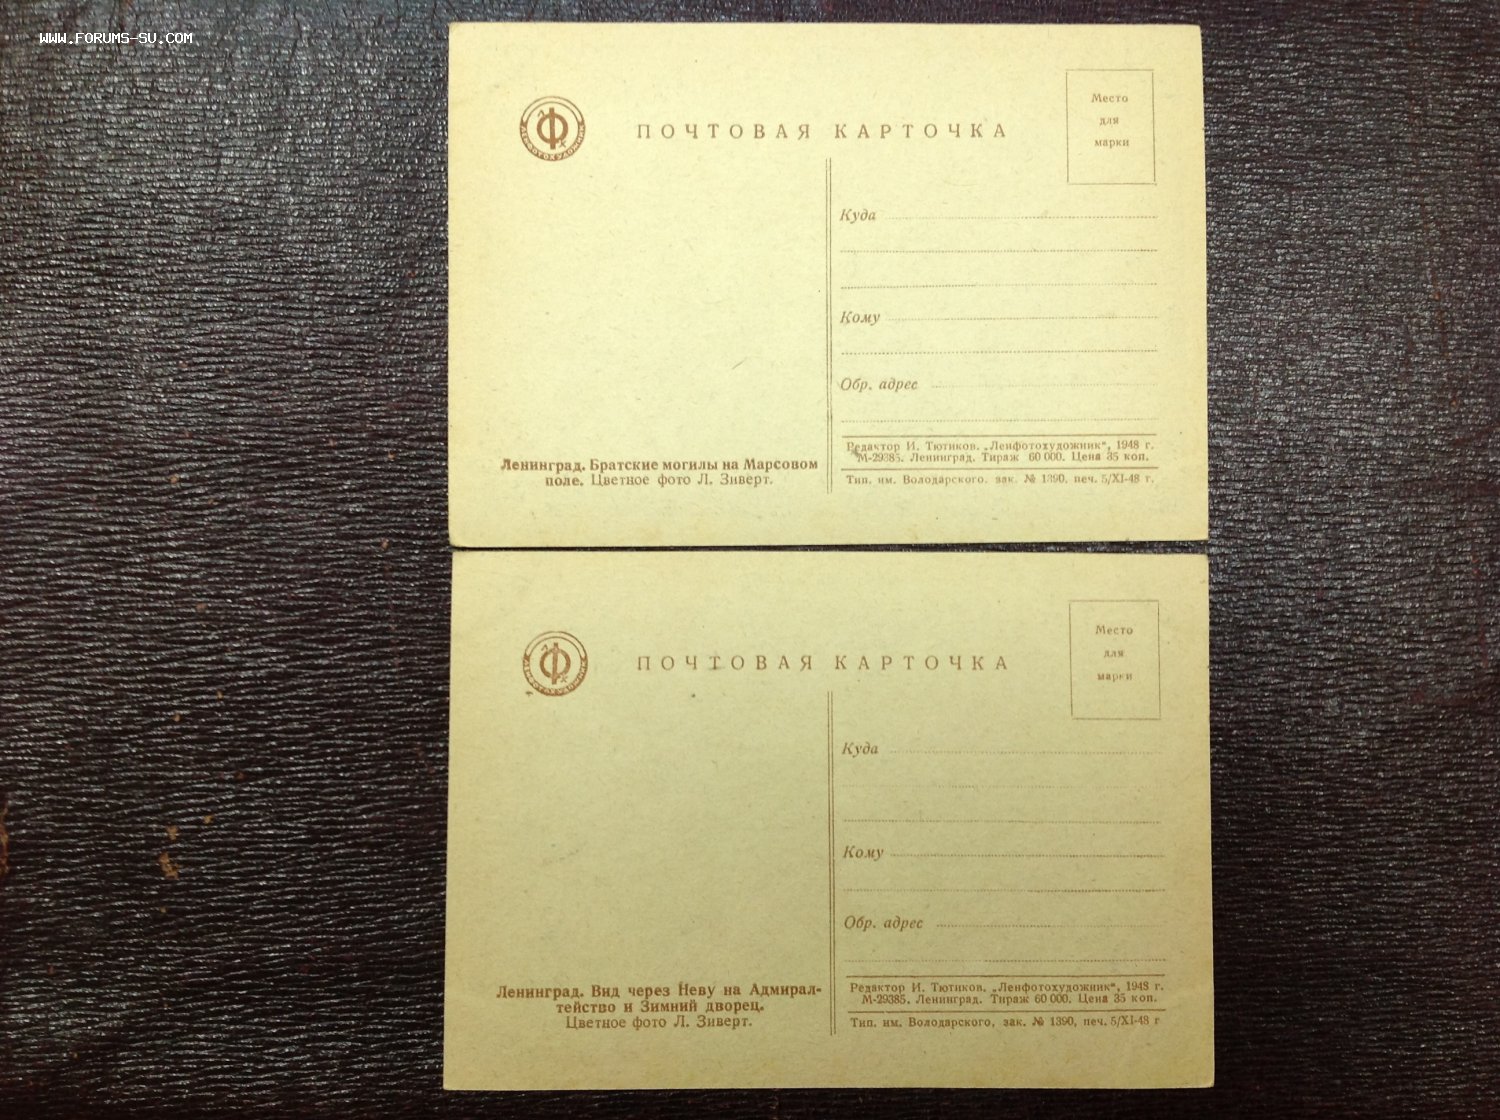 WWW.FORUMS-SU.COM
ЛФХ
ЛЕНФОТОХУДОЖНИК
ПОЧТОВАЯ КАРТОЧКА
Место
для
марки
Куда
Кому
Обр. адрес
Ленинград. Братские могилы на Марсовом
поле. Цветное фото Л. Зиверт.
Редактор И. Тютиков. „Ленфотохудожник“, 1948 г.
М-29385. Ленинград. Тираж 60 000. Цена 35 коп.
Тип. им. Володарского, зак. № 1390, печ. 5/XI-48 г.
ЛФХ
ЛЕНФОТОХУДОЖНИК
ПОЧТОВАЯ КАРТОЧКА
Место
для
марки
Куда
Кому
Обр. адрес
Ленинград. Вид через Неву на Адмирал-
тейство и Зимний дворец.
Цветное фото Л. Зиверт.
Редактор И. Тютиков. „Ленфотохудожник“, 1948 г.
М-29385. Ленинград. Тираж 60 000. Цена 35 коп.
Тип. им. Володарского, зак. № 1390, печ. 5/XI-48 г